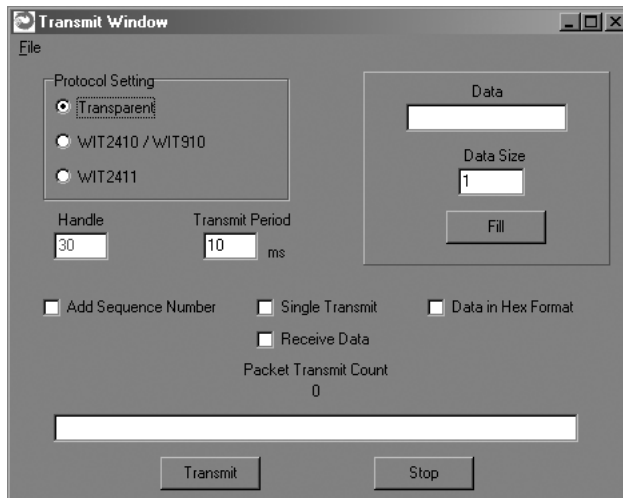 Transmit Window
File
Protocol Setting
Transparent
WIT2410 / WIT910
WIT2411
Data
Data Size
1
Fill
Handle
30
Transmit Period
10
ms
Add Sequence Number
Single Transmit
Data in Hex Format
Receive Data
Packet Transmit Count
0
Transmit
Stop